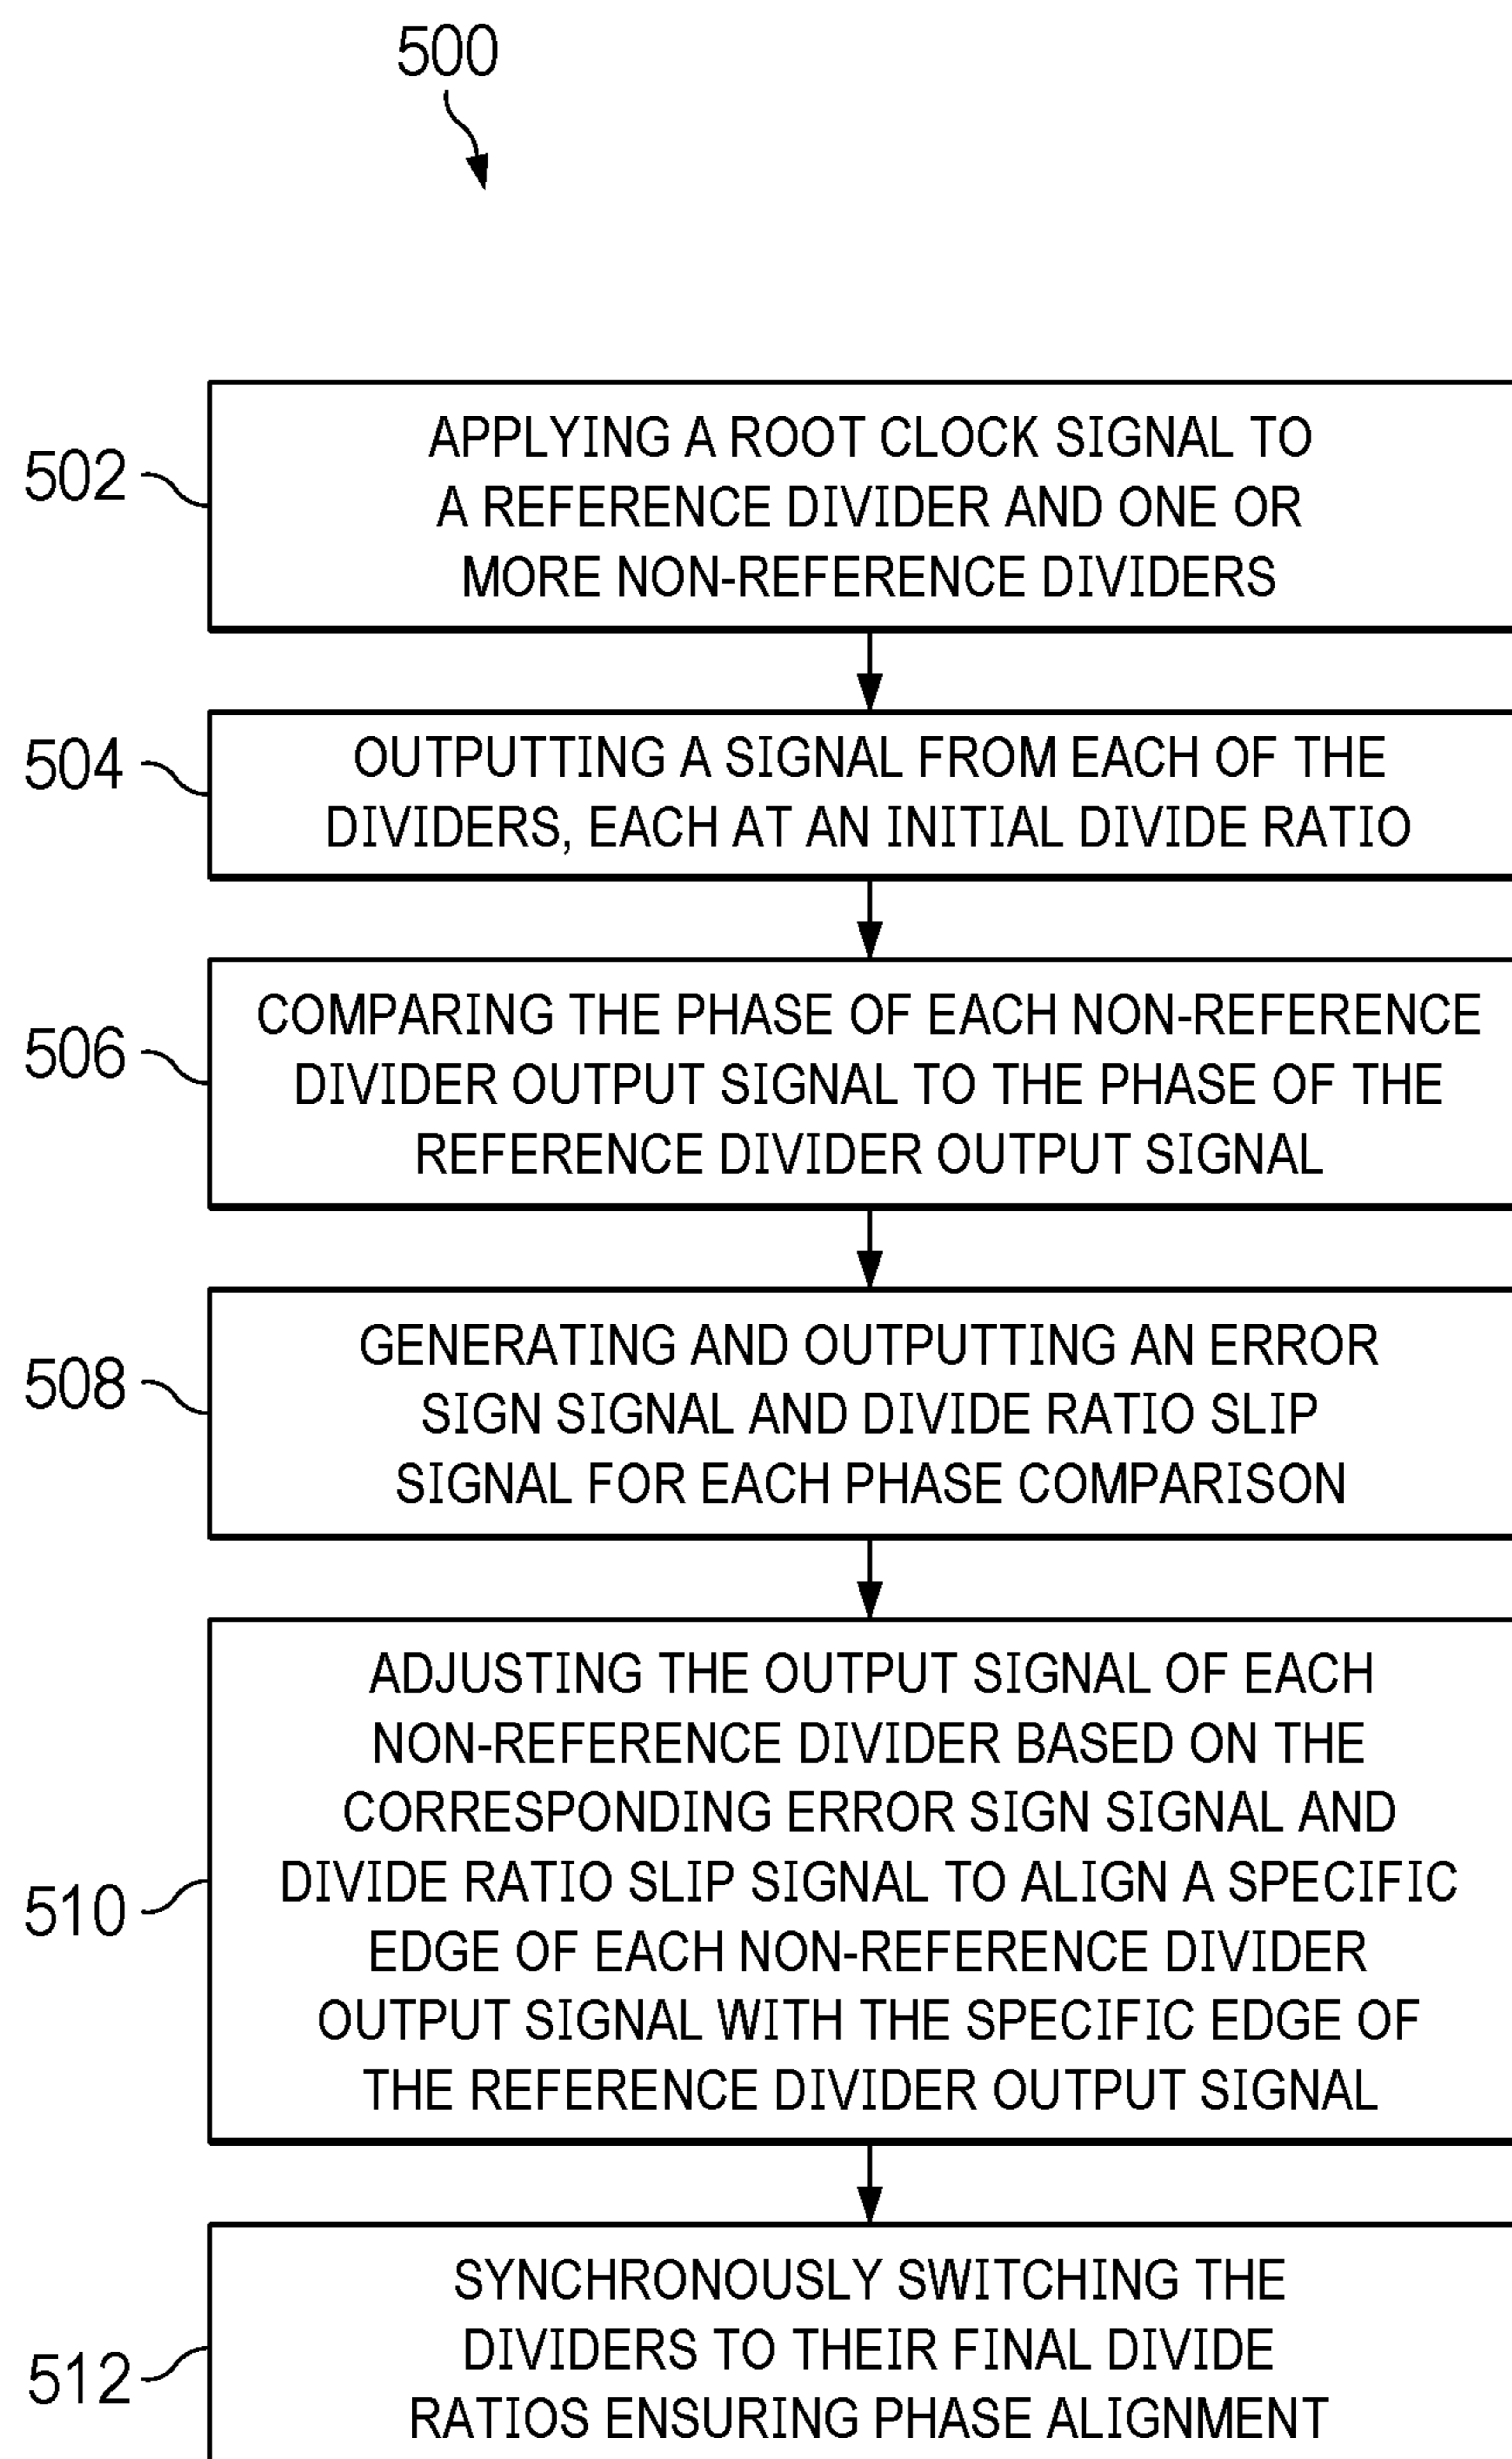 500
502
APPLYING A ROOT CLOCK SIGNAL TO
A REFERENCE DIVIDER AND ONE OR
MORE NON-REFERENCE DIVIDERS
504
OUTPUTTING A SIGNAL FROM EACH OF THE
DIVIDERS, EACH AT AN INITIAL DIVIDE RATIO
506
COMPARING THE PHASE OF EACH NON-REFERENCE
DIVIDER OUTPUT SIGNAL TO THE PHASE OF THE
REFERENCE DIVIDER OUTPUT SIGNAL
508
GENERATING AND OUTPUTTING AN ERROR
SIGN SIGNAL AND DIVIDE RATIO SLIP
SIGNAL FOR EACH PHASE COMPARISON
510
ADJUSTING THE OUTPUT SIGNAL OF EACH
NON-REFERENCE DIVIDER BASED ON THE
CORRESPONDING ERROR SIGN SIGNAL AND
DIVIDE RATIO SLIP SIGNAL TO ALIGN A SPECIFIC
EDGE OF EACH NON-REFERENCE DIVIDER
OUTPUT SIGNAL WITH THE SPECIFIC EDGE OF
THE REFERENCE DIVIDER OUTPUT SIGNAL
512
SYNCHRONOUSLY SWITCHING THE
DIVIDERS TO THEIR FINAL DIVIDE
RATIOS ENSURING PHASE ALIGNMENT